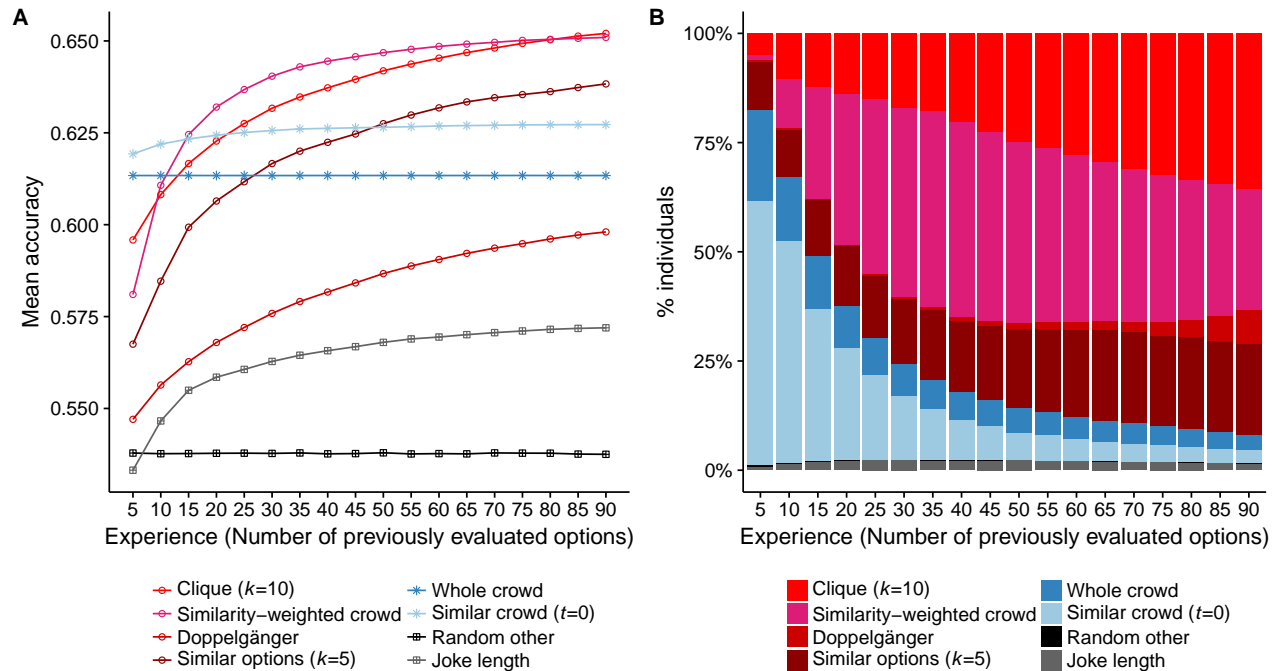 A
Mean accuracy
0.650
0.625
0.600
0.575
0.550
5 10 15 20 25 30 35 40 45 50 55 60 65 70 75 80 85 90
Experience (Number of previously evaluated options)
Clique (k=10)
Similarity−weighted crowd
Doppelgänger
Similar options (k=5)
Whole crowd
Similar crowd (t=0)
Random other
Joke length
B
% individuals
100%
75%
50%
25%
0%
5 10 15 20 25 30 35 40 45 50 55 60 65 70 75 80 85 90
Experience (Number of previously evaluated options)
Clique (k=10)
Similarity−weighted crowd
Doppelgänger
Similar options (k=5)
Whole crowd
Similar crowd (t=0)
Random other
Joke length